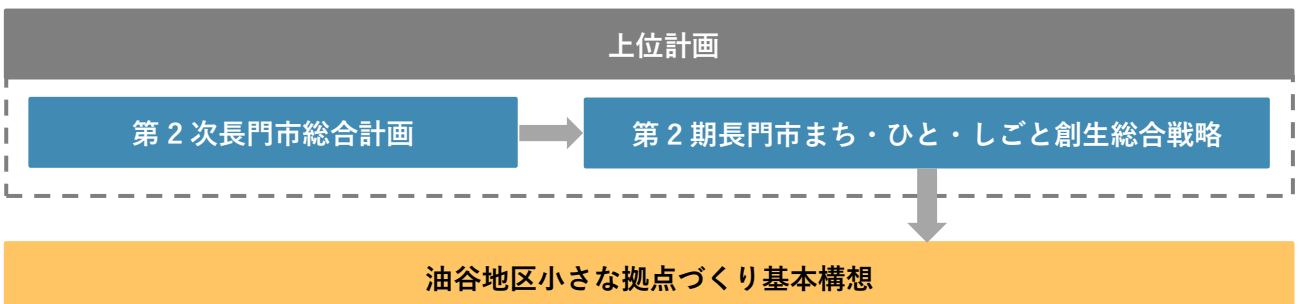 上位計画
第2次長門市総合計画
第2期長門市まち・ひと・しごと創生総合戦略
油谷地区小さな拠点づくり基本構想